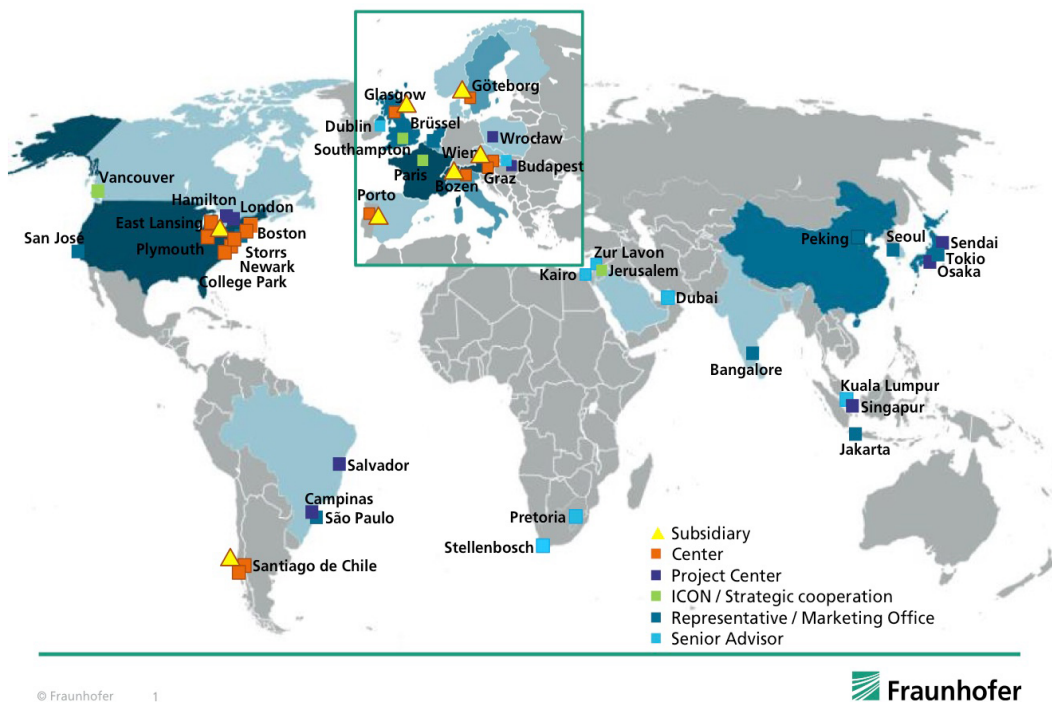 Göteborg
Glasgow
Dublin
Brüssel
Southampton
Wrocław
Wien
Budapest
Paris
Graz
Bozen
Porto
Vancouver
Hamilton
London
East Lansing
Boston
San José
Plymouth
Storrs
Newark
College Park
Zur Lavon
Kairo
Jerusalem
Dubai
Peking
Seoul
Sendai
Tokio
Osaka
Bangalore
Kuala Lumpur
Singapur
Jakarta
Salvador
Campinas
São Paulo
Pretoria
Stellenbosch
Santiago de Chile
Subsidiary
Center
Project Center
ICON / Strategic cooperation
Representative / Marketing Office
Senior Advisor
© Fraunhofer
1
Fraunhofer